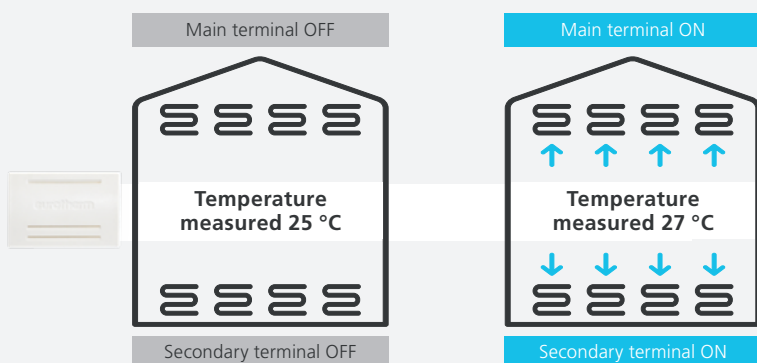 Main terminal OFF
Main terminal ON
Temperature
measured 25 °C
Temperature
measured 27 °C
Secondary terminal OFF
Secondary terminal ON